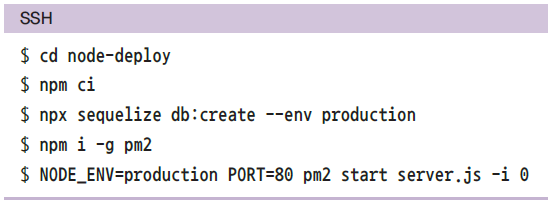 SSH
$ cd node-deploy
$ npm ci
$ npx sequelize db:create --env production
$ npm i -g pm2
$ NODE_ENV=production PORT=80 pm2 start server.js -i 0